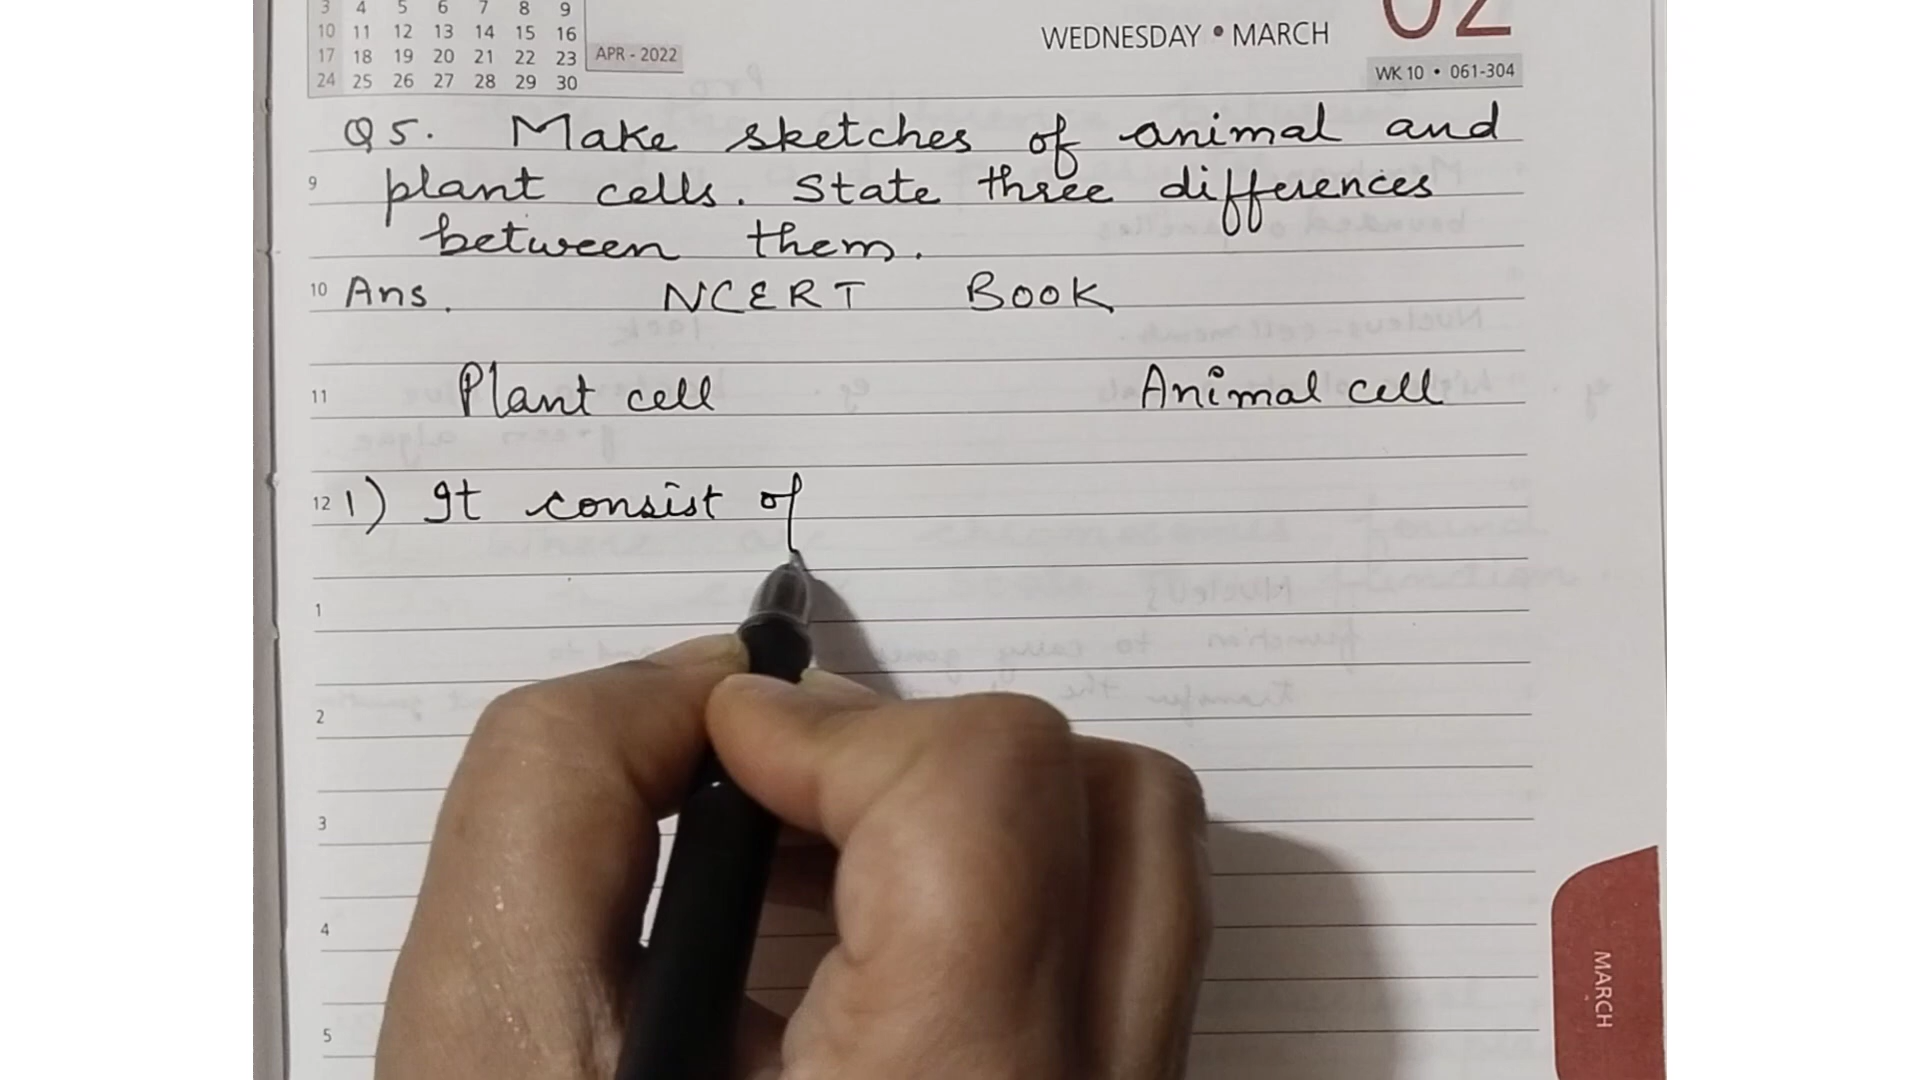 3 4 5 6 7 8 9
10 11 12 13 14 15 16
17 18 19 20 21 22 23
24 25 26 27 28 29 30
APR - 2022
WEDNESDAY • MARCH 02
WK 10 • 061-304
Q5. Make sketches of animal and
9 plant cells. State three differences
between them.
10 Ans. NCERT Book
11 Plant cell Animal cell
12 1) It consist of
1
2
3
4
5
MARCH